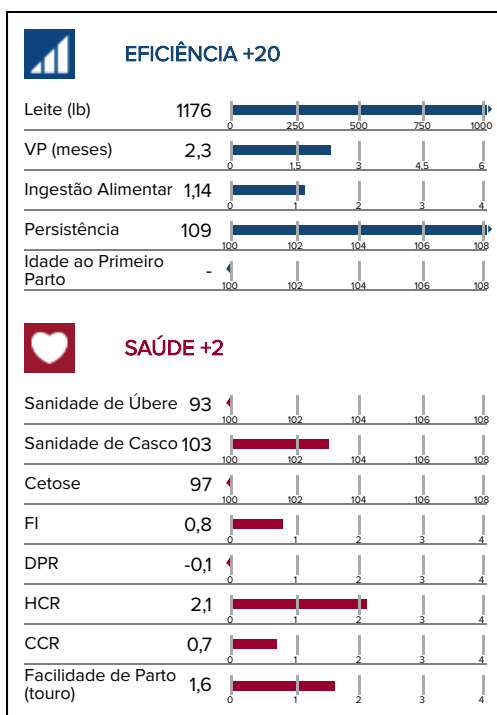 EFICIÊNCIA +20
Leite (lb) 1176
0 250 500 750 1000
VP (meses) 2,3
0 1.5 3 4.5 6
Ingestão Alimentar 1,14
0 1 2 3 4
Persistência 109
100 102 104 106 108
Idade ao Primeiro
Parto -
100 102 104 106 108
SAÚDE +2
Sanidade de Úbere 93
100 102 104 106 108
Sanidade de Casco 103
100 102 104 106 108
Cetose 97
100 102 104 106 108
FI 0,8
0 1 2 3 4
DPR -0,1
0 1 2 3 4
HCR 2,1
0 1 2 3 4
CCR 0,7
0 1 2 3 4
Facilidade de Parto
(touro) 1,6
0 1 2 3 4